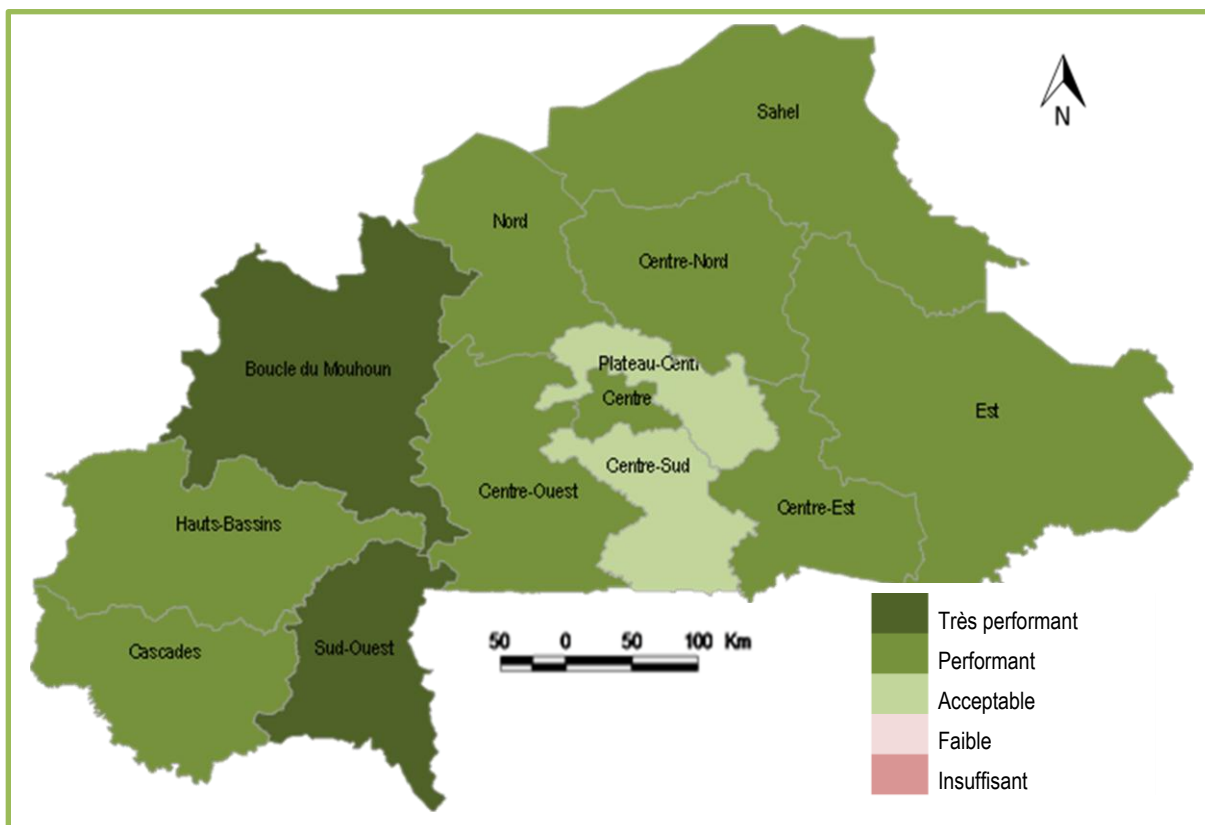 Sahel
N
Nord
Centre-Nord
Plateau-Centr
Boucle du Mouhoun
Centre
Est
Centre-Sud
Centre-Ouest
Centre-Est
Hauts-Bassins
Cascades
Sud-Ouest
50 0 50 100 Km
Très performant
Performant
Acceptable
Faible
Insuffisant